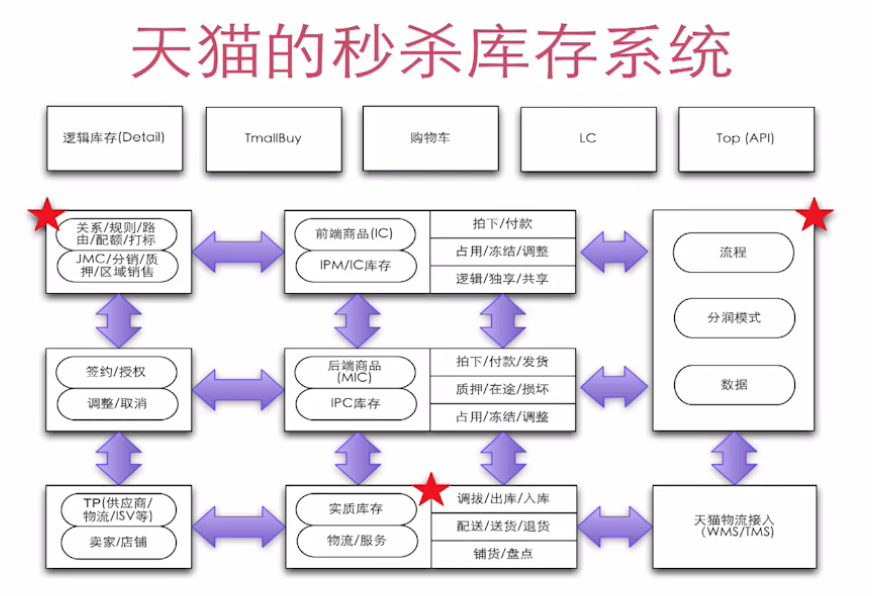 天猫的秒杀库存系统
逻辑库存(Detail)
TmallBuy
购物车
LC
Top (API)
关系/规则/路
由/配额/打标
JMC/分销/质
押/区域销售
前端商品(IC)
IPM/IC库存
拍下/付款
占用/冻结/调整
逻辑/独享/共享
流程
分润模式
数据
签约/授权
调整/取消
后端商品
(MIC)
IPC库存
拍下/付款/发货
质押/在途/损坏
占用/冻结/调整
TP(供应商/
物流/ISV等)
卖家/店铺
实质库存
物流/服务
调拔/出库/入库
配送/送货/退货
铺货/盘点
天猫物流接入
(WMS/TMS)